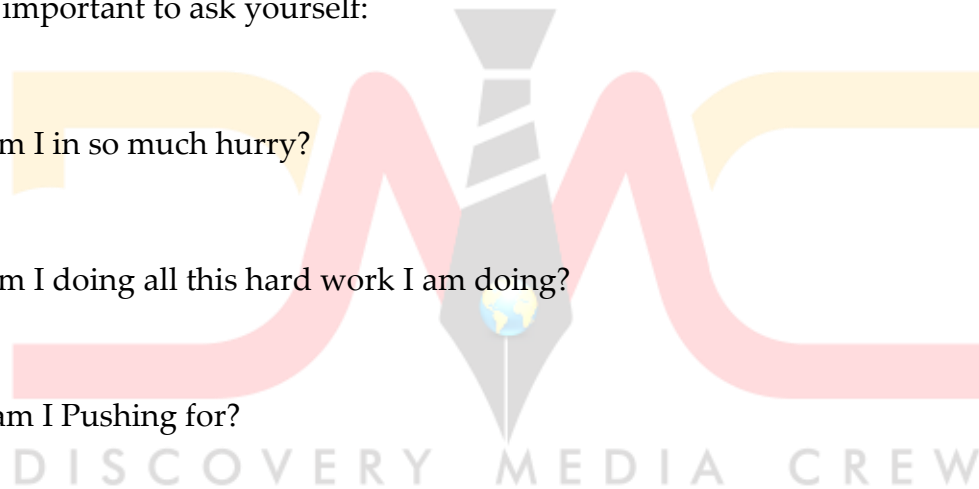 important to ask yourself:
m I in so much hurry?
m I doing all this hard work I am doing?
am I Pushing for?
DISCOVERY MEDIA CREW